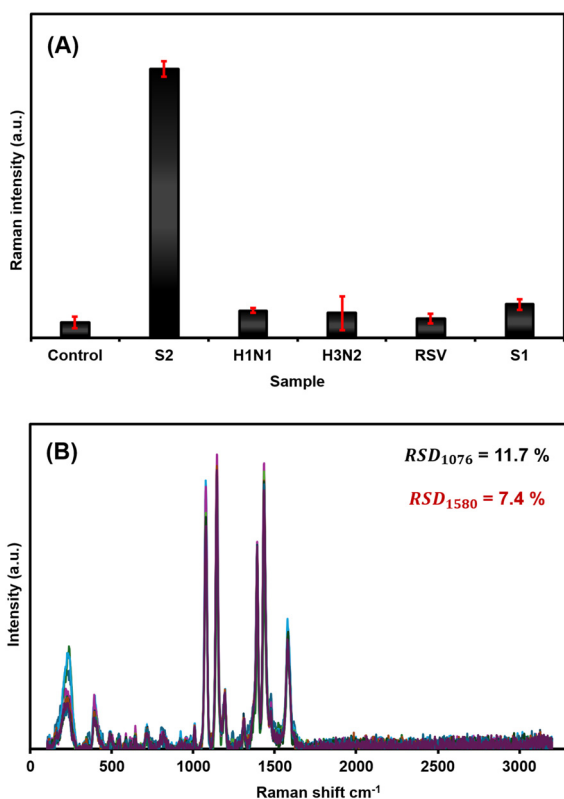 (A)
Raman intensity (a.u.)
Control S2 H1N1 H3N2 RSV S1
Sample
(B)
RSD1076 = 11.7 %
RSD1580 = 7.4 %
Intensity (a.u.)
0 500 1000 1500 2000 2500 3000
Raman shift cm-1